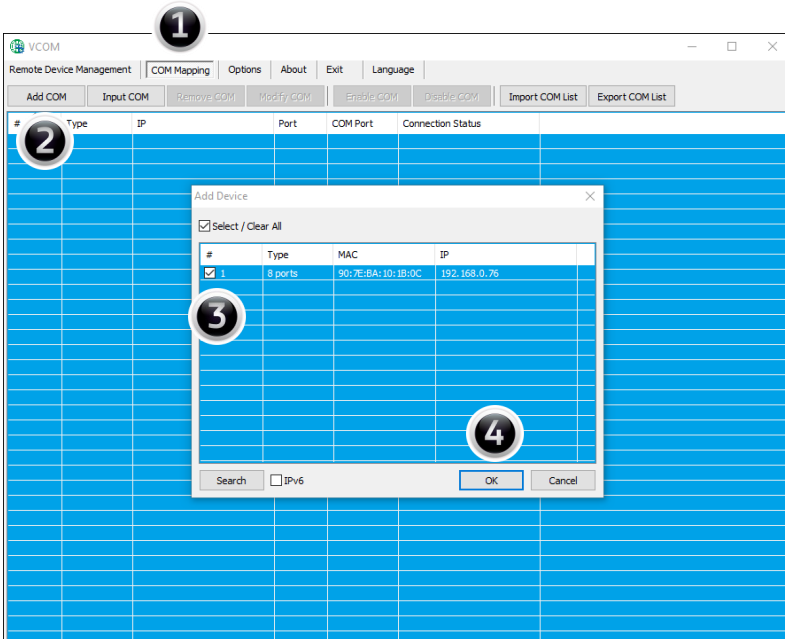 1
VCOM
Remote Device Management COM Mapping Options About Exit Language
Add COM Input COM Remove COM Modify COM Enable COM Disable COM Import COM List Export COM List
# Type IP Port COM Port Connection Status
2
Add Device
Select / Clear All
# Type MAC IP
1 8 ports 90:7E:BA:10:1B:0C 192.168.0.76
3
4
Search IPv6 OK Cancel